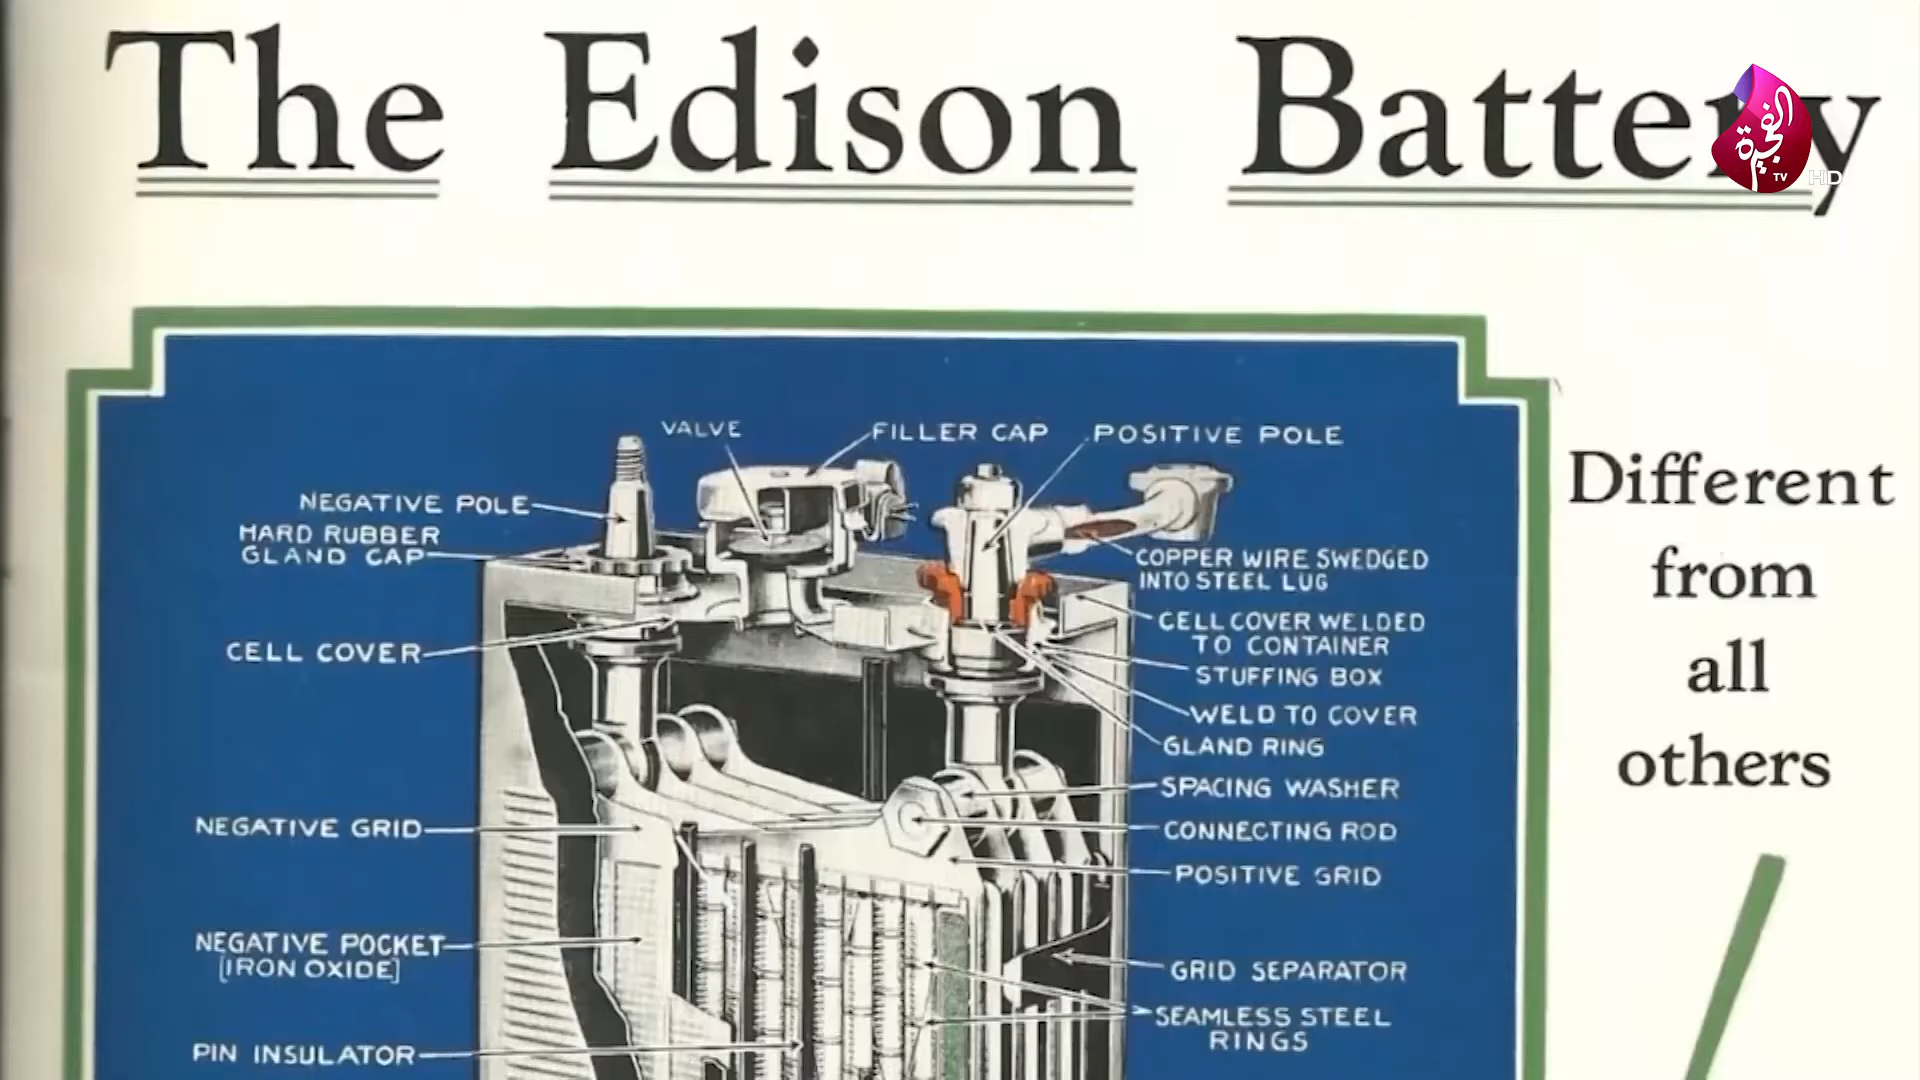 The Edison Battery
الفجيرة
TV HD
VALVE
FILLER CAP
POSITIVE POLE
NEGATIVE POLE
HARD RUBBER
GLAND CAP
CELL COVER
NEGATIVE GRID
NEGATIVE POCKET
[IRON OXIDE]
PIN INSULATOR
COPPER WIRE SWEDGED
INTO STEEL LUG
CELL COVER WELDED
TO CONTAINER
STUFFING BOX
WELD TO COVER
GLAND RING
SPACING WASHER
CONNECTING ROD
POSITIVE GRID
GRID SEPARATOR
SEAMLESS STEEL
RINGS
Different
from
all
others